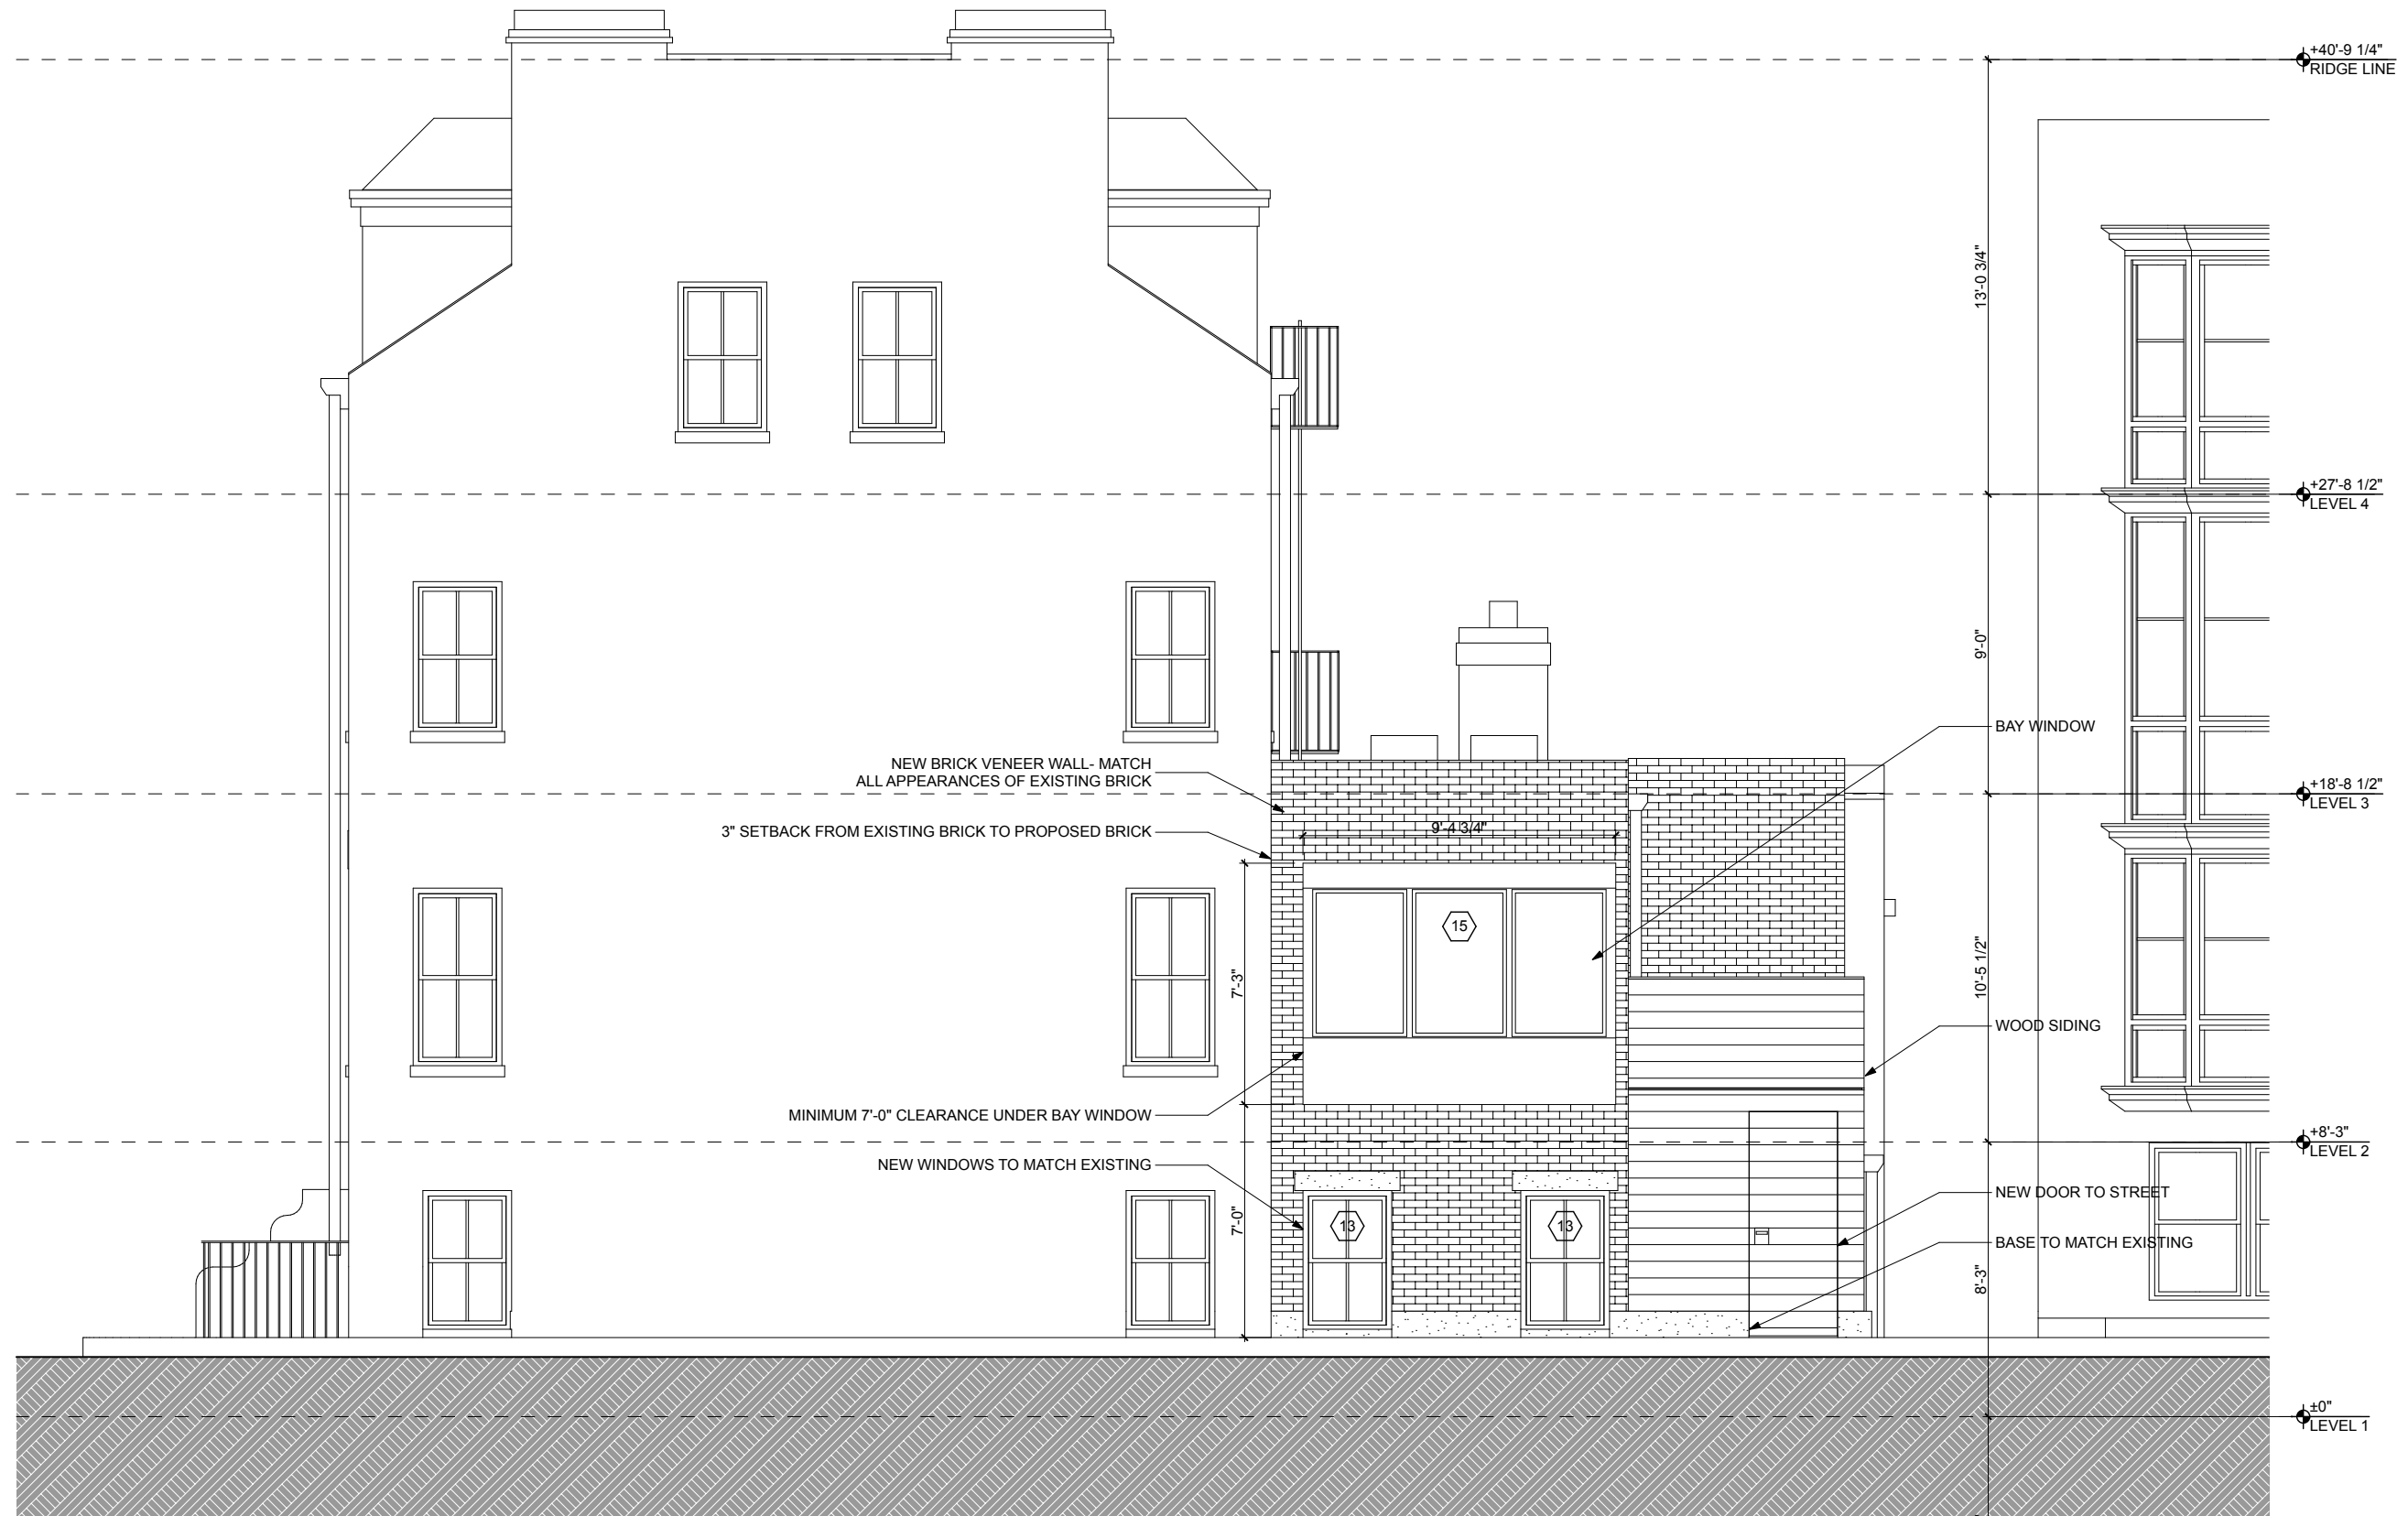 +40'-9 1/4"
RIDGE LINE
13'-0 3/4"
+27'-8 1/2"
LEVEL 4
9'-0"
BAY WINDOW
NEW BRICK VENEER WALL- MATCH
ALL APPEARANCES OF EXISTING BRICK
+18'-8 1/2"
LEVEL 3
3" SETBACK FROM EXISTING BRICK TO PROPOSED BRICK
9'-4 3/4"
15
7'-3"
10'-5 1/2"
WOOD SIDING
MINIMUM 7'-0" CLEARANCE UNDER BAY WINDOW
+8'-3"
LEVEL 2
NEW WINDOWS TO MATCH EXISTING
NEW DOOR TO STREET
7'-0"
13
13
BASE TO MATCH EXISTING
8'-3"
±0"
LEVEL 1